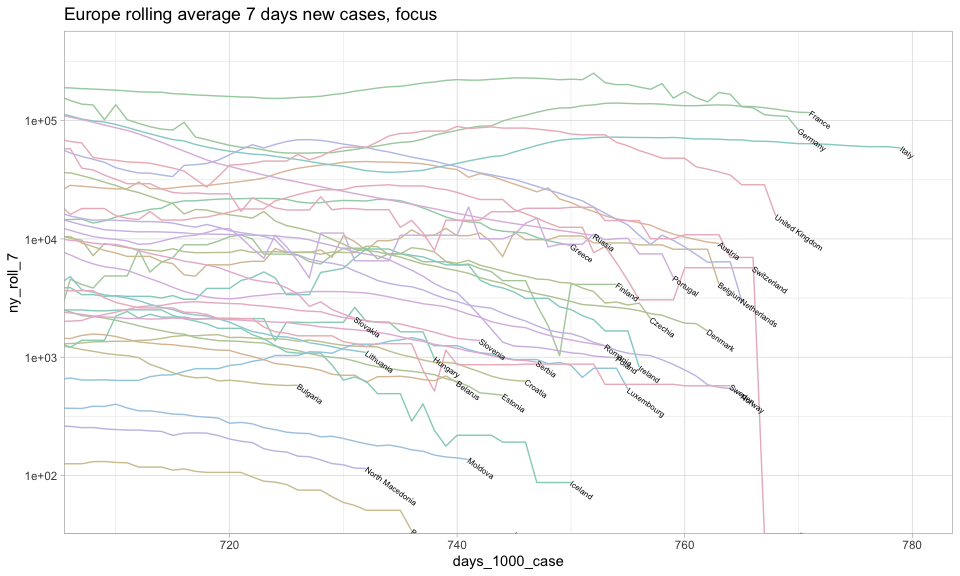 Europe rolling average 7 days new cases, focus
ny_roll_7
1e+05
1e+04
1e+03
1e+02
France
Germany
Italy
United Kingdom
Russia
Greece
Austria
Switzerland
Portugal
Belgium
Netherlands
Finland
Czechia
Denmark
Slovakia
Slovenia
Lithuania
Hungary
Serbia
Poland
Ireland
Belarus
Croatia
Estonia
Luxembourg
Norway
Bulgaria
Moldova
North Macedonia
Iceland
720
740
760
780
days_1000_case